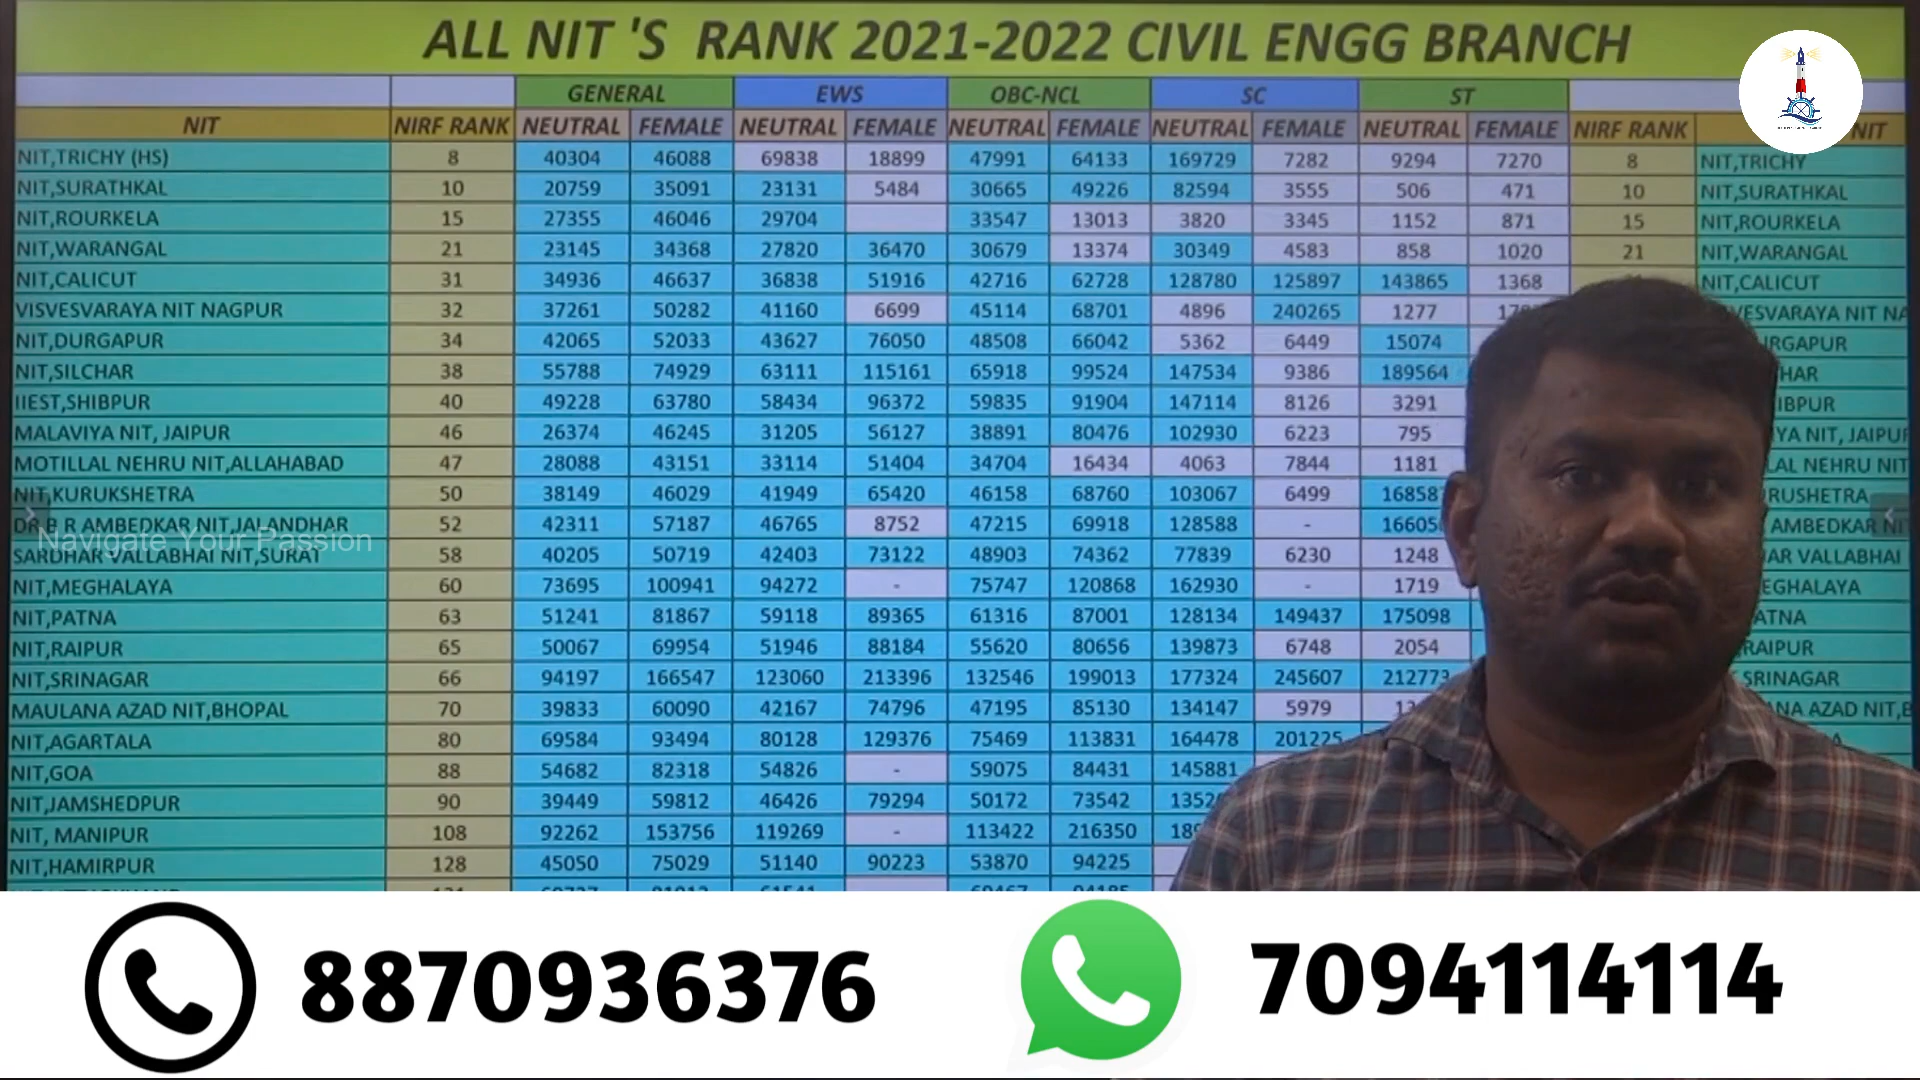 ALL NIT 'S RANK 2021-2022 CIVIL ENGG BRANCH
GENERAL EWS OBC-NCL SC ST
NIT NIRF RANK NEUTRAL FEMALE NEUTRAL FEMALE NEUTRAL FEMALE NEUTRAL FEMALE NEUTRAL FEMALE NIRF RANK NIT
NIT,TRICHY (HS) 8 40304 46088 69838 18899 47991 64133 169729 7282 9294 7270 8 NIT,TRICHY
NIT,SURATHKAL 10 20759 35091 23131 5484 30665 49226 82594 3555 506 471 10 NIT,SURATHKAL
NIT,ROURKELA 15 27355 46046 29704 33547 13013 3820 3345 1152 871 15 NIT,ROURKELA
NIT,WARANGAL 21 23145 34368 27820 36470 30679 13374 30349 4583 858 1020 21 NIT,WARANGAL
NIT,CALICUT 31 34936 46637 36838 51916 42716 62728 128780 125897 143865 1368 NIT,CALICUT
VISVESVARAYA NIT NAGPUR 32 37261 50282 41160 6699 45114 68701 4896 240265 1277 VESVARAYA NIT NA
NIT,DURGAPUR 34 42065 52033 43627 76050 48508 66042 5362 6449 15074 RGAPUR
NIT,SILCHAR 38 55788 74929 63111 115161 65918 99524 147534 9386 189564 HAR
IIEST,SHIBPUR 40 49228 63780 58434 96372 59835 91904 147114 8126 3291 IBPUR
MALAVIYA NIT, JAIPUR 46 26374 46245 31205 56127 38891 80476 102930 6223 795 YA NIT, JAIPUR
MOTILLAL NEHRU NIT,ALLAHABAD 47 28088 43151 33114 51404 34704 16434 4063 7844 1181 LAL NEHRU NIT
NIT,KURUKSHETRA 50 38149 46029 41949 65420 46158 68760 103067 6499 16858 RUSHETRA
DR B R AMBEDKAR NIT,JALANDHAR 52 42311 57187 46765 8752 47215 69918 128588 - 16605 AMBEDKAR NIT
Navigate Your Passion
SARDHAR VALLABHAI NIT,SURAT 58 40205 50719 42403 73122 48903 74362 77839 6230 1248 AR VALLABHAI
NIT,MEGHALAYA 60 73695 100941 94272 - 75747 120868 162930 - 1719 EGHALAYA
NIT,PATNA 63 51241 81867 59118 89365 61316 87001 128134 149437 175098 ATNA
NIT,RAIPUR 65 50067 69954 51946 88184 55620 80656 139873 6748 2054 RAIPUR
NIT,SRINAGAR 66 94197 166547 123060 213396 132546 199013 177324 245607 212773 SRINAGAR
MAULANA AZAD NIT,BHOPAL 70 39833 60090 42167 74796 47195 85130 134147 5979 NA AZAD NIT,B
NIT,AGARTALA 80 69584 93494 80128 129376 75469 113831 164478 201225
NIT,GOA 88 54682 82318 54826 - 59075 84431 145881
NIT,JAMSHEDPUR 90 39449 59812 46426 79294 50172 73542 1352
NIT, MANIPUR 108 92262 153756 119269 - 113422 216350 18
NIT,HAMIRPUR 128 45050 75029 51140 90223 53870 94225
8870936376 7094114114